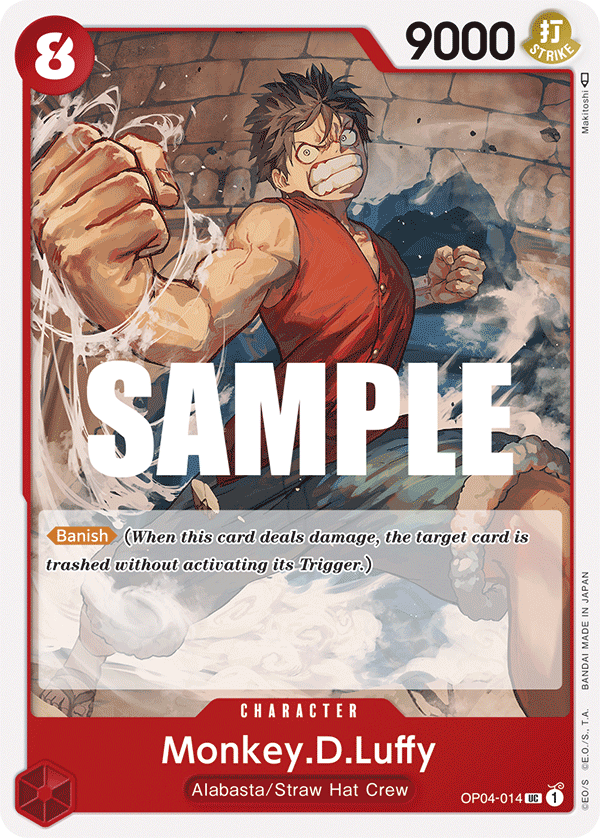 8
9000
打
STRIKE
Makitoshi
SAMPLE
Banish (When this card deals damage, the target card is
trashed without activating its Trigger.)
CHARACTER
Monkey.D.Luffy
Alabasta/Straw Hat Crew
OP04-014 UC 1
©E.O/S ©E.O./S., T.A. BANDAI MADE IN JAPAN